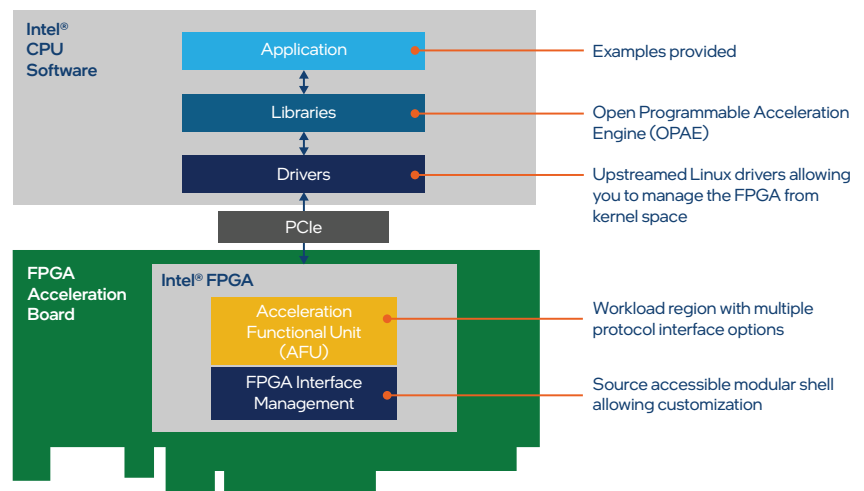 Intel®
CPU
Software
Application
Examples provided
Libraries
Open Programmable Acceleration
Engine (OPAE)
Drivers
Upstreamed Linux drivers allowing
you to manage the FPGA from
kernel space
PCIe
FPGA
Acceleration
Board
Intel® FPGA
Acceleration
Functional Unit
(AFU)
Workload region with multiple
protocol interface options
FPGA Interface
Management
Source accessible modular shell
allowing customization